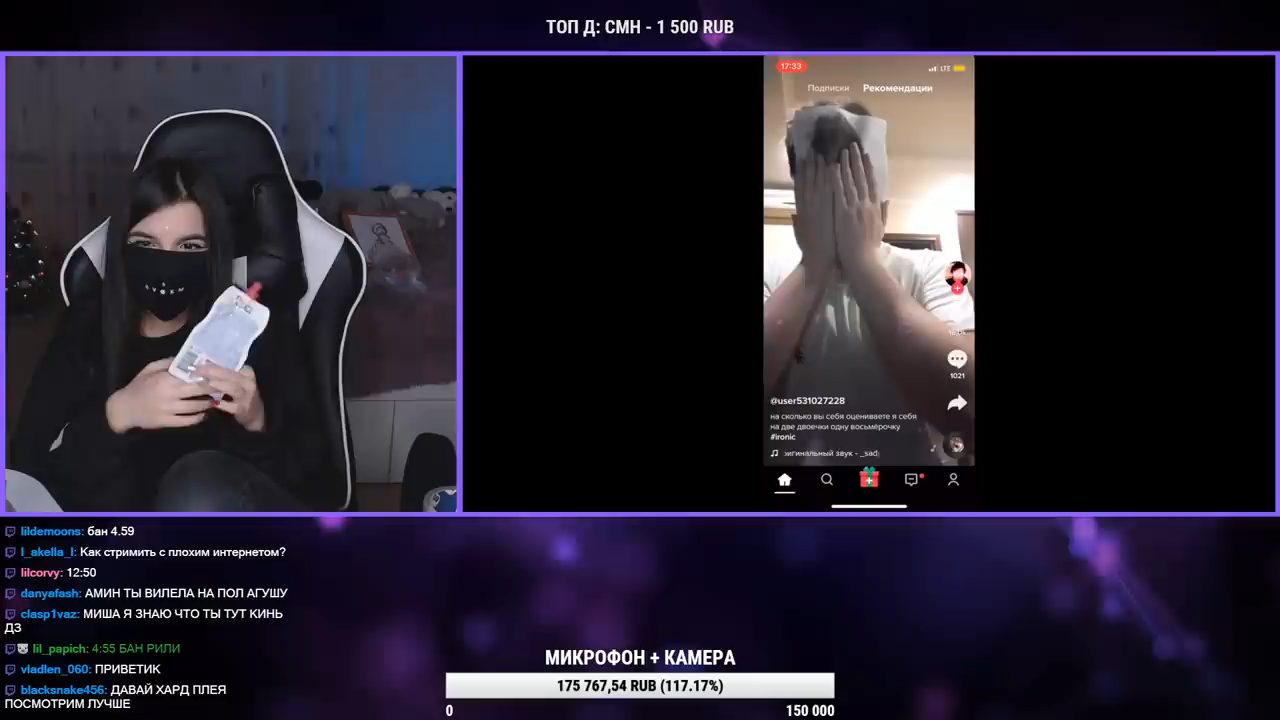 ТОП Д: СМН - 1 500 RUB
17:33
LTE
Подписки Рекомендации
1021
@user531027228
на сколько вы себя оцениваете я себя
на две двоечки одну восьмёрочку
#ironic
зигинальный звук - _sad
lildemoons: бан 4.59
l_akella_l: Как стримить с плохим интернетом?
lilcorvy: 12:50
danyafash: АМИН ТЫ ВИЛЕЛА НА ПОЛ АГУШУ
clasp1vaz: МИША Я ЗНАЮ ЧТО ТЫ ТУТ КИНЬ
ДЗ
lil_papich: 4:55 БАН РИЛИ
vladlen_060: ПРИВЕТИК
blacksnake456: ДАВАЙ ХАРД ПЛЕЯ
ПОСМОТРИМ ЛУЧШЕ
МИКРОФОН + КАМЕРА
175 767,54 RUB (117.17%)
0 150 000